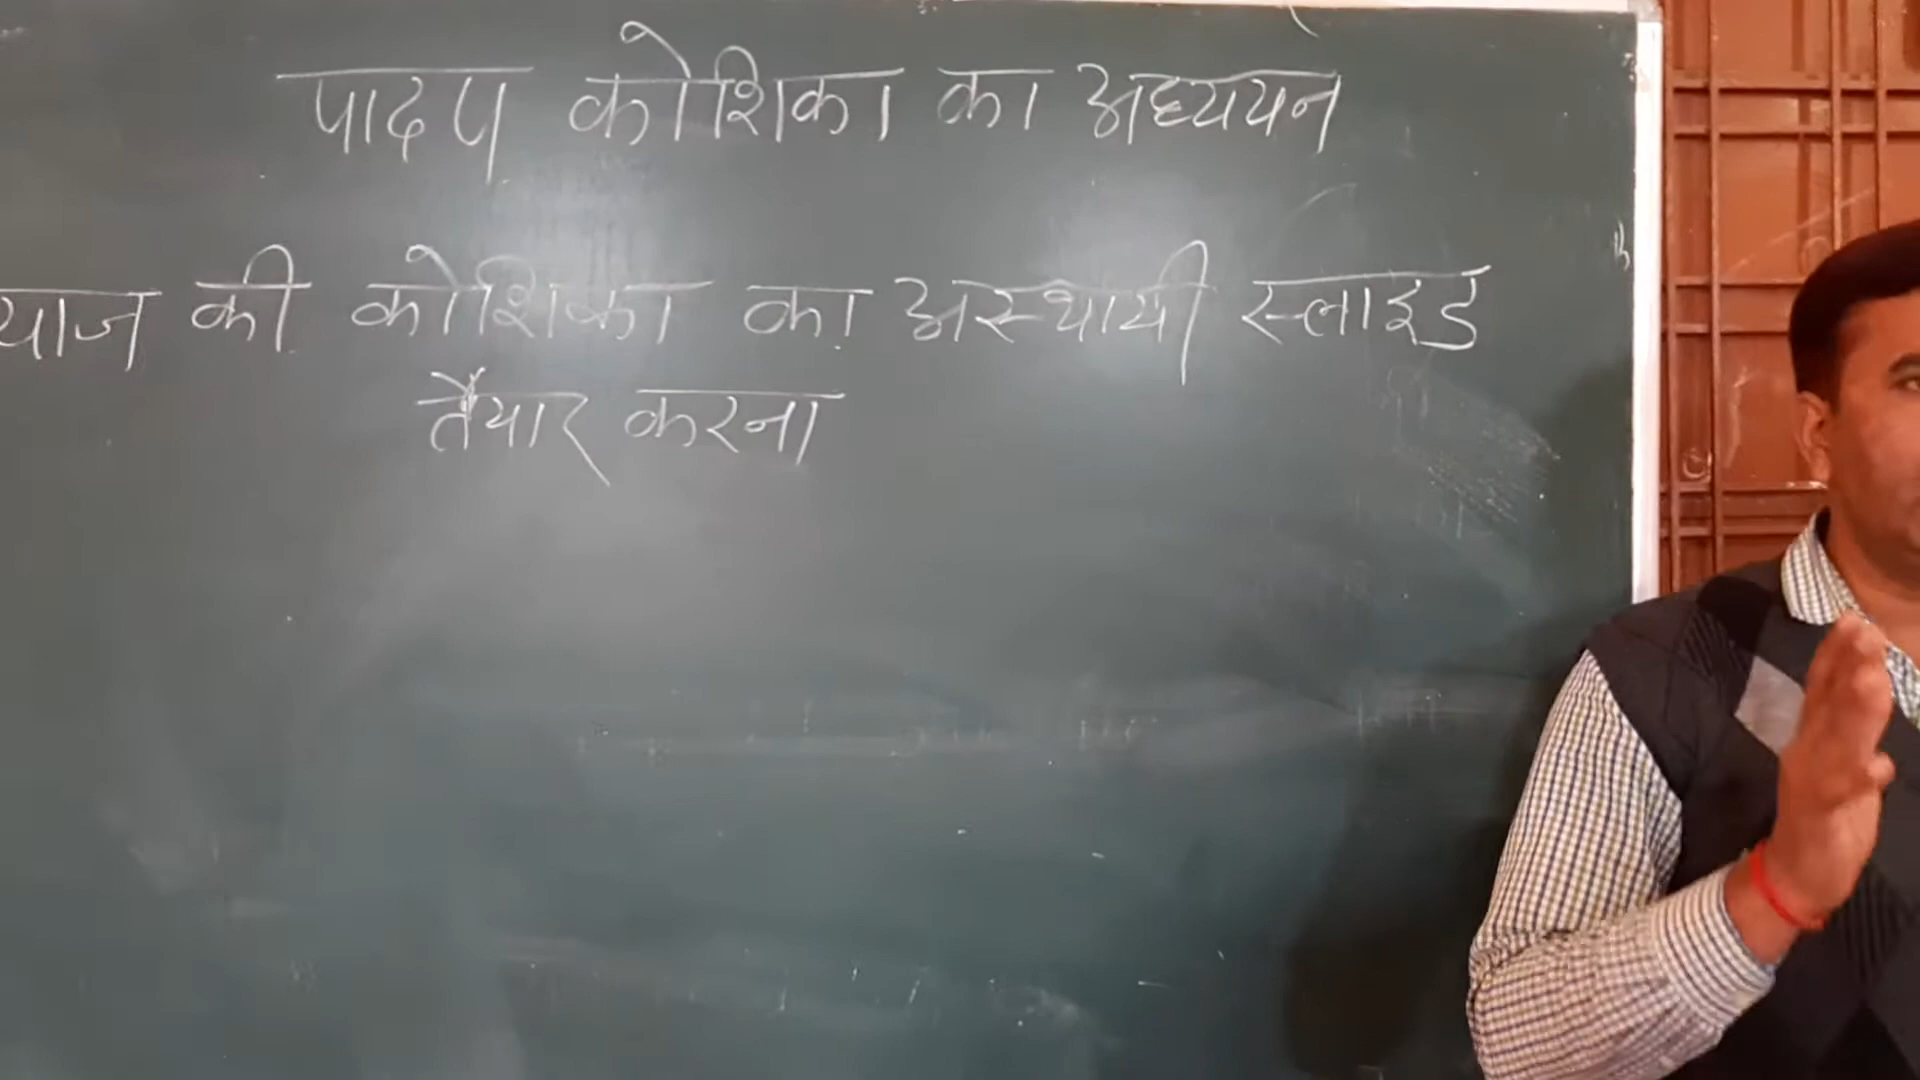 पादप कोशिका का अध्ययन
याज की कोशिका का अस्थायी स्लाइड
तैयार करना